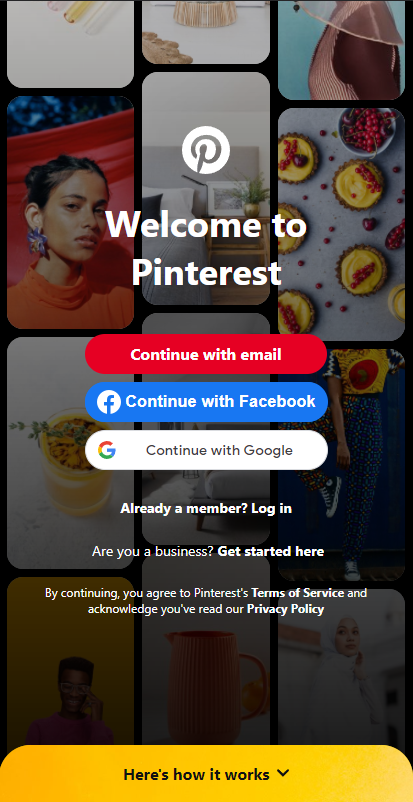 Welcome to
Pinterest
Continue with email
Continue with Facebook
Continue with Google
Already a member? Log in
Are you a business? Get started here
By continuing, you agree to Pinterest's Terms of Service and
acknowledge you've read our Privacy Policy
Here's how it works